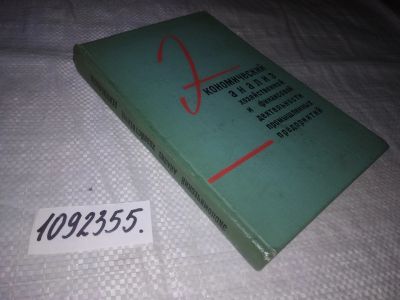 Экономический
анализ
хозяйственной
и финансовой
деятельности
промышленных
предприятий
1092355.